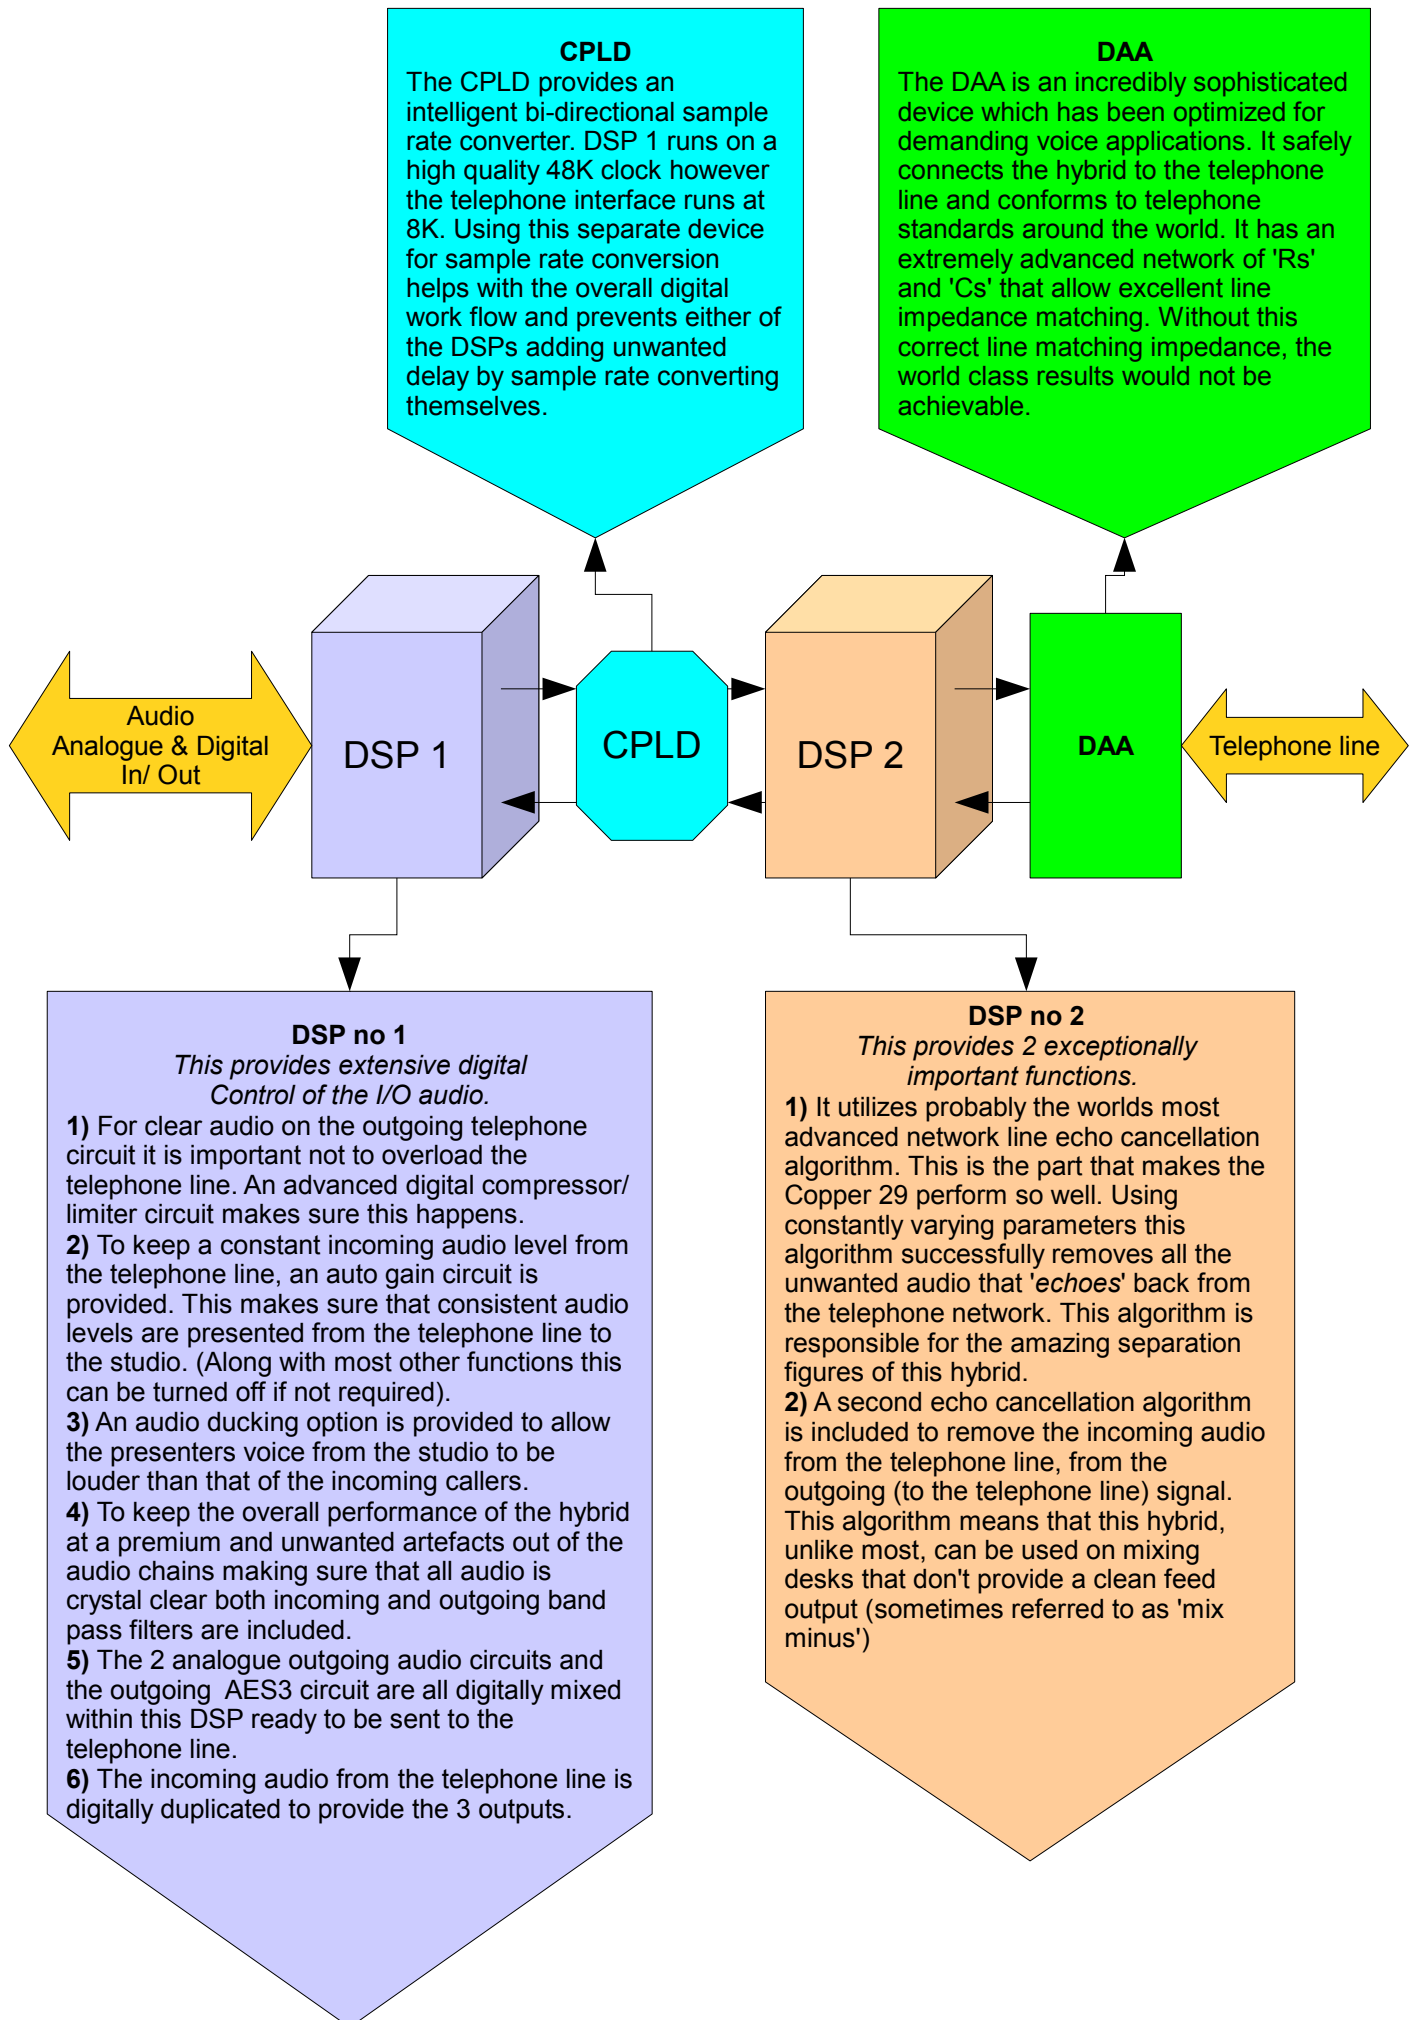 CPLD
The CPLD provides an
intelligent bi-directional sample
rate converter. DSP 1 runs on a
high quality 48K clock however
the telephone interface runs at
8K. Using this separate device
for sample rate conversion
helps with the overall digital
work flow and prevents either of
the DSPs adding unwanted
delay by sample rate converting
themselves.
DAA
The DAA is an incredibly sophisticated
device which has been optimized for
demanding voice applications. It safely
connects the hybrid to the telephone
line and conforms to telephone
standards around the world. It has an
extremely advanced network of 'Rs'
and 'Cs' that allow excellent line
impedance matching. Without this
correct line matching impedance, the
world class results would not be
achievable.
Audio
Analogue & Digital
In/ Out
DSP 1
CPLD
DSP 2
DAA
Telephone line
DSP no 1
This provides extensive digital
Control of the I/O audio.
1) For clear audio on the outgoing telephone
circuit it is important not to overload the
telephone line. An advanced digital compressor/
limiter circuit makes sure this happens.
2) To keep a constant incoming audio level from
the telephone line, an auto gain circuit is
provided. This makes sure that consistent audio
levels are presented from the telephone line to
the studio. (Along with most other functions this
can be turned off if not required).
3) An audio ducking option is provided to allow
the presenters voice from the studio to be
louder than that of the incoming callers.
4) To keep the overall performance of the hybrid
at a premium and unwanted artefacts out of the
audio chains making sure that all audio is
crystal clear both incoming and outgoing band
pass filters are included.
5) The 2 analogue outgoing audio circuits and
the outgoing  AES3 circuit are all digitally mixed
within this DSP ready to be sent to the
telephone line.
6) The incoming audio from the telephone line is
digitally duplicated to provide the 3 outputs.
DSP no 2
This provides 2 exceptionally
important functions.
1) It utilizes probably the worlds most
advanced network line echo cancellation
algorithm. This is the part that makes the
Copper 29 perform so well. Using
constantly varying parameters this
algorithm successfully removes all the
unwanted audio that 'echoes' back from
the telephone network. This algorithm is
responsible for the amazing separation
figures of this hybrid.
2) A second echo cancellation algorithm
is included to remove the incoming audio
from the telephone line, from the
outgoing (to the telephone line) signal.
This algorithm means that this hybrid,
unlike most, can be used on mixing
desks that don't provide a clean feed
output (sometimes referred to as 'mix
minus')